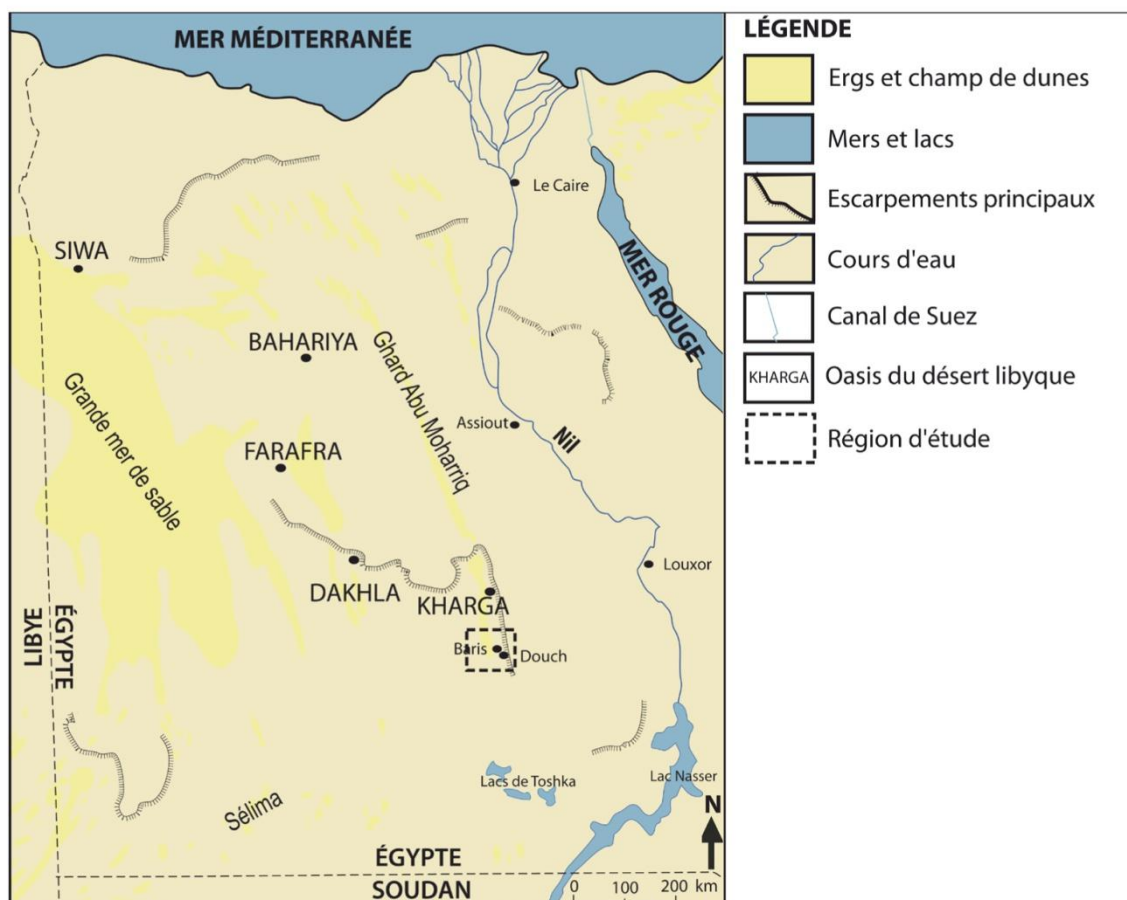 MER MÉDITERRANÉE
Le Caire
SIWA
MER ROUGE
BAHARIYA
Ghard Abu Moharriq
Grande mer de sable
Assiout
Nil
FARAFRA
Louxor
DAKHLA
KHARGA
LIBYE
ÉGYPTE
Baris
Douch
Lacs de Toshka
Lac Nasser
Sélima
N
ÉGYPTE
SOUDAN
0 100 200 km
LÉGENDE
Ergs et champ de dunes
Mers et lacs
Escarpements principaux
Cours d'eau
Canal de Suez
KHARGA Oasis du désert libyque
Région d'étude